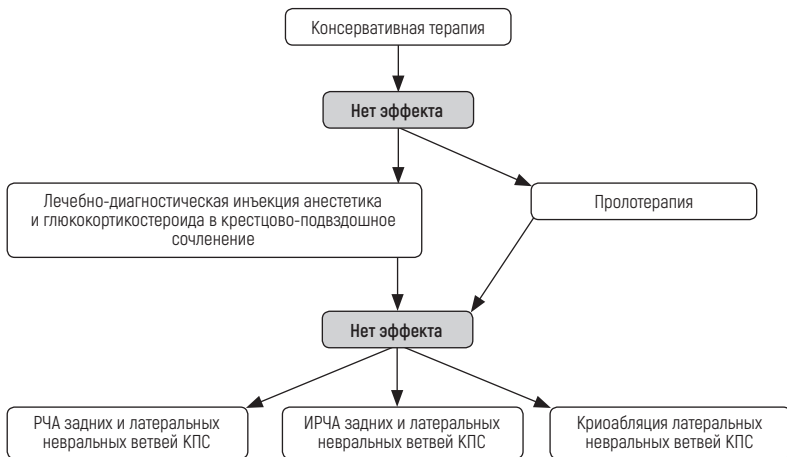 Консервативная терапия
Нет эффекта
Лечебно-диагностическая инъекция анестетика
и глюкокортикостероида в крестцово-подвздошное
сочленение
Пролотерапия
Нет эффекта
РЧА задних и латеральных
невральных ветвей КПС
ИРЧА задних и латеральных
невральных ветвей КПС
Криоабляция латеральных
невральных ветвей КПС